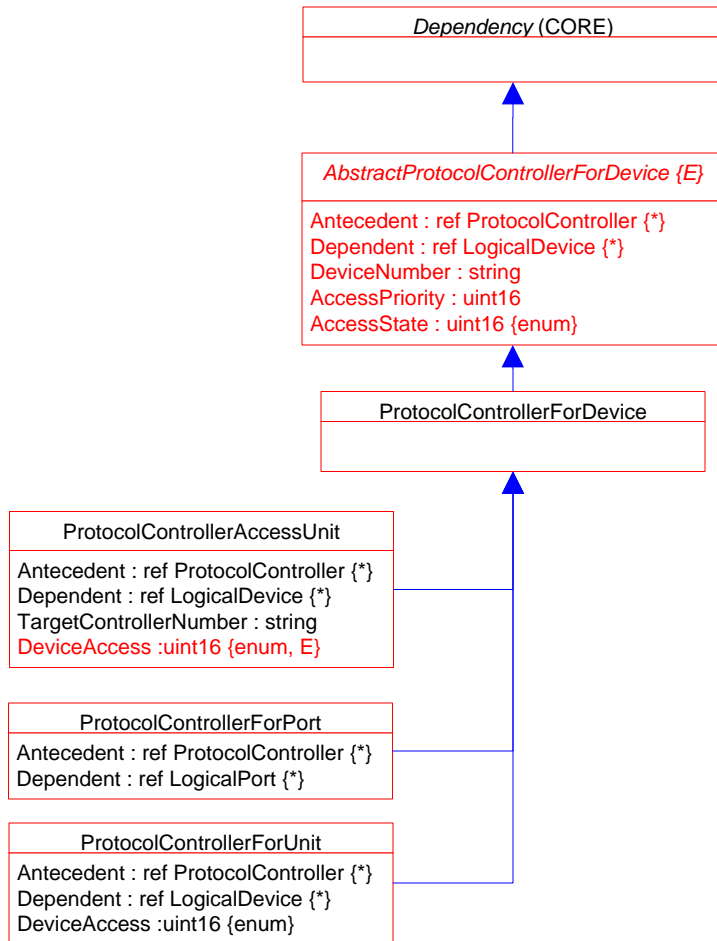 Dependency (CORE)
AbstractProtocolControllerForDevice {E}
Antecedent : ref ProtocolController {*}
Dependent : ref LogicalDevice {*}
DeviceNumber : string
AccessPriority : uint16
AccessState : uint16 {enum}
ProtocolControllerForDevice
ProtocolControllerAccessUnit
Antecedent : ref ProtocolController {*}
Dependent : ref LogicalDevice {*}
TargetControllerNumber : string
DeviceAccess :uint16 {enum, E}
ProtocolControllerForPort
Antecedent : ref ProtocolController {*}
Dependent : ref LogicalPort {*}
ProtocolControllerForUnit
Antecedent : ref ProtocolController {*}
Dependent : ref LogicalDevice {*}
DeviceAccess :uint16 {enum}